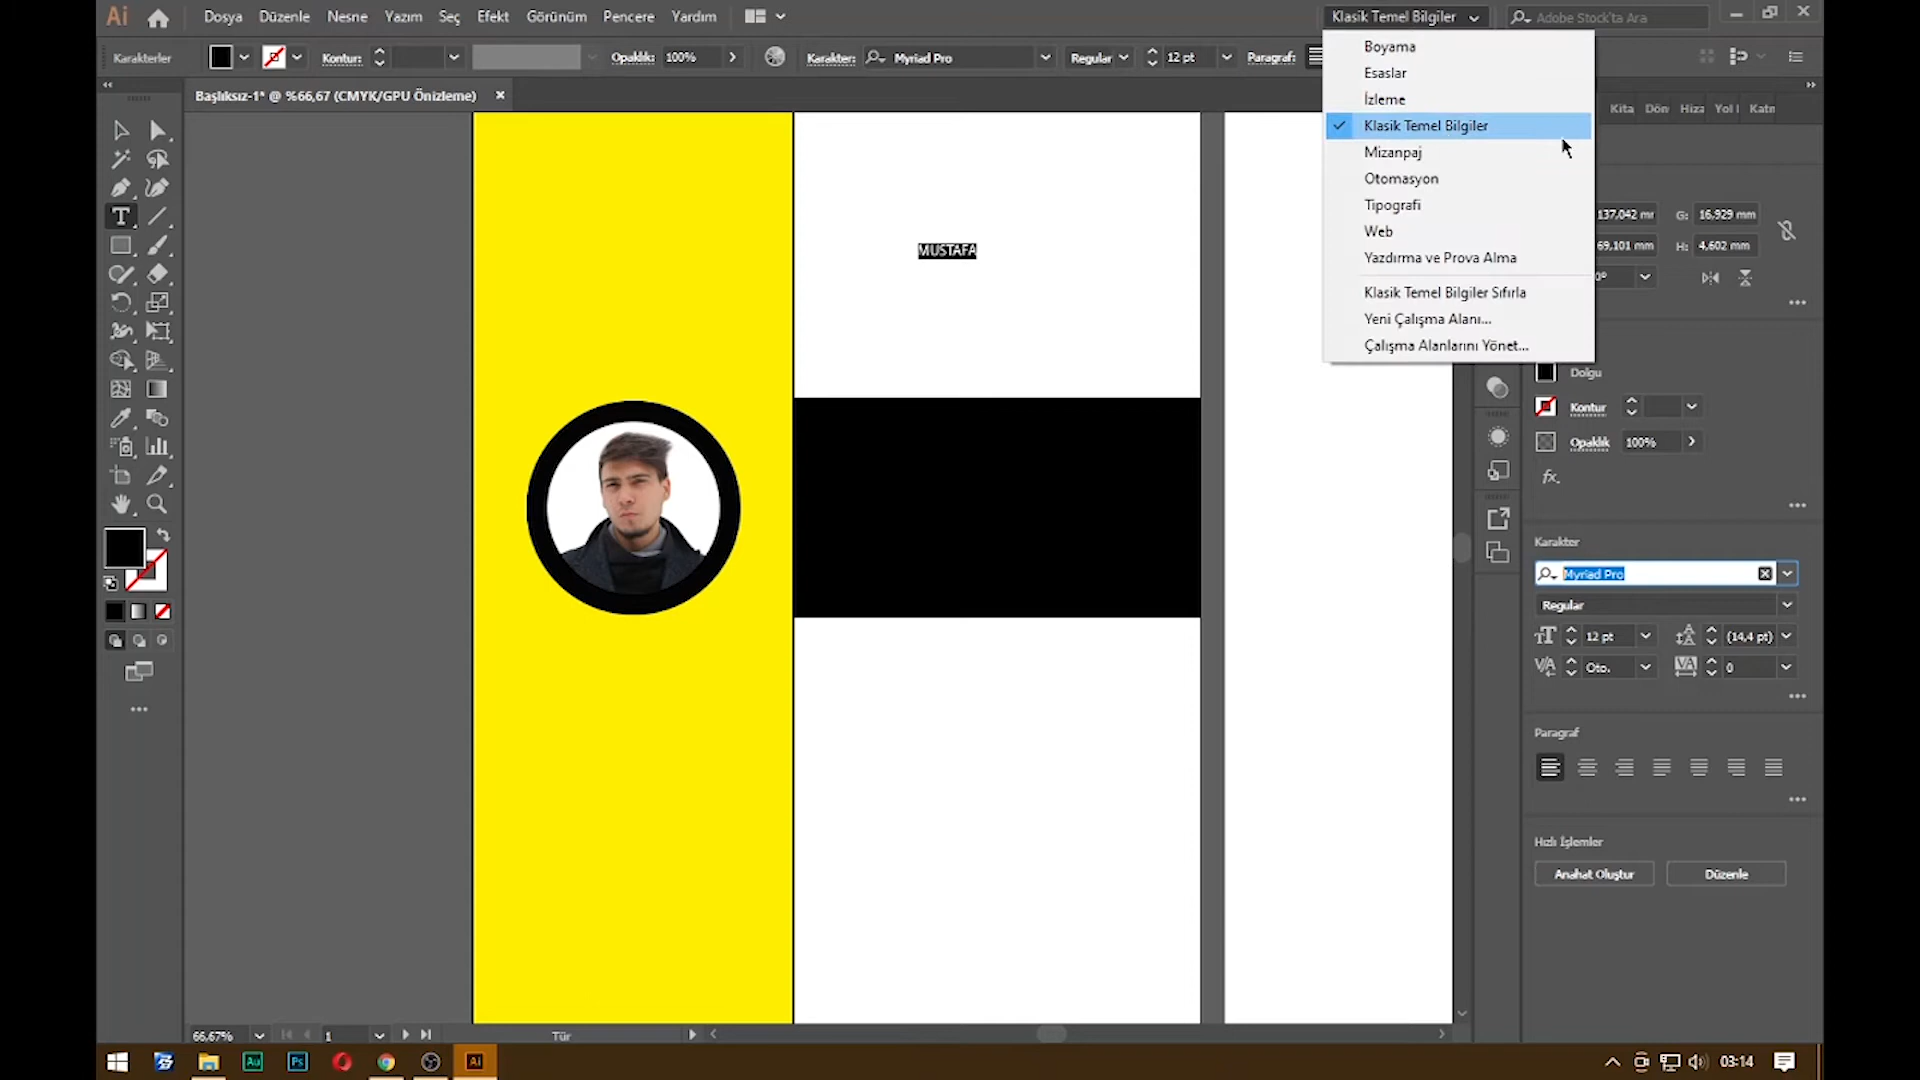 Ai Dosya Düzenle Nesne Yazım Seç Efekt Görünüm Pencere Yardım Klasik Temel Bilgiler Adobe Stock'ta Ara
Karakterler Kontur: Opaklık: 100% Karakter: Myriad Pro Regular 12 pt Paragraf:
Başlıksız-1* @ %66,67 (CMYK/GPU Önizleme)
Boyama
Esaslar
İzleme
Klasik Temel Bilgiler
Mizanpaj
Otomasyon
Tipografi
Web
Yazdırma ve Prova Alma
Klasik Temel Bilgiler Sıfırla
Yeni Çalışma Alanı...
Çalışma Alanlarını Yönet...
Kita Dön Hiza Yol Katn
137,042 mr G: 16,929 mm
69,101 mm H: 4,602 mm
0°
MUSTAFA
Dolgu
Kontur
Opaklık 100%
fx.
Karakter
Myriad Pro
Regular
12 pt (14,4 pt)
Oto. 0
Paragraf
Hızlı İşlemler
Anahat Oluştur Düzenle
66,67% 1 Tür
Au Ps Ai 03:14